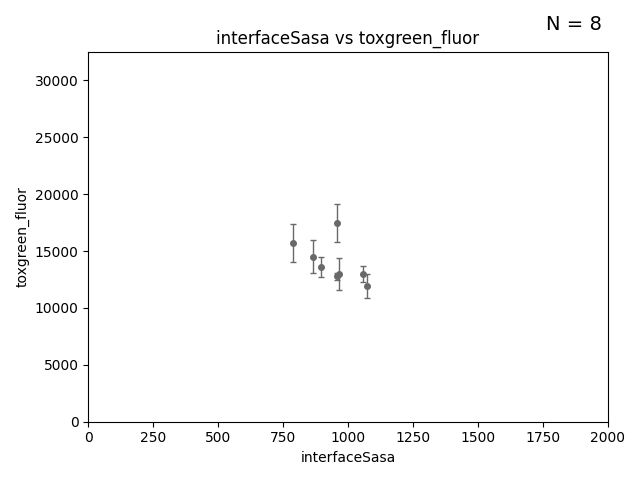 N = 8
interfaceSasa vs toxgreen_fluor
30000
25000
20000
15000
10000
5000
0
toxgreen_fluor
0 250 500 750 1000 1250 1500 1750 2000
interfaceSasa